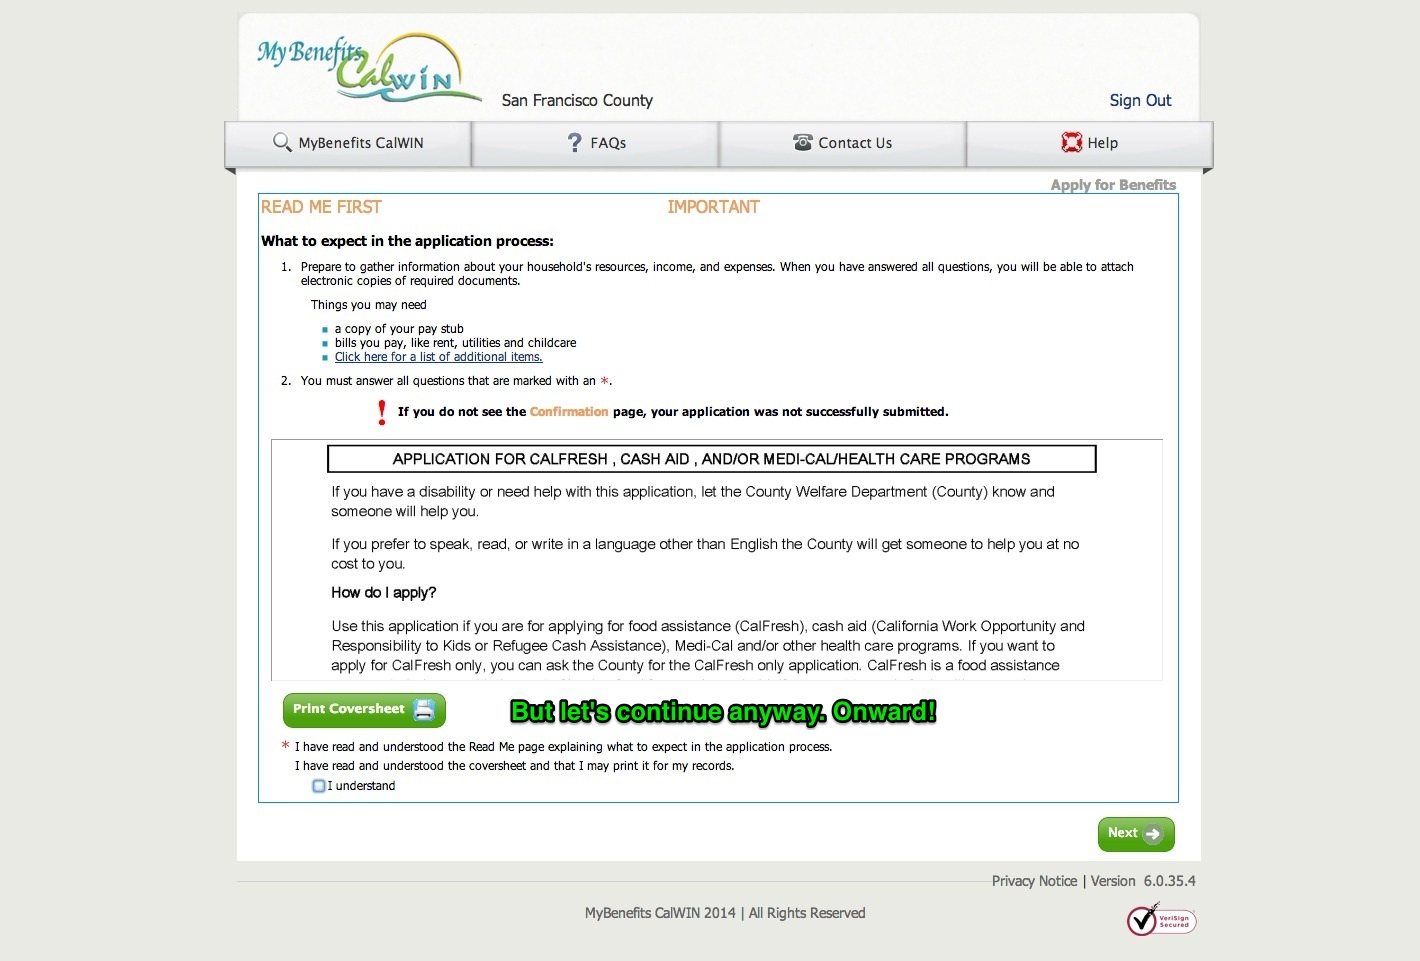 My Benefits
CalWIN
San Francisco County
Sign Out
MyBenefits CalWIN
FAQs
Contact Us
Help
Apply for Benefits
READ ME FIRST
IMPORTANT
What to expect in the application process:
1. Prepare to gather information about your household's resources, income, and expenses. When you have answered all questions, you will be able to attach
electronic copies of required documents.
Things you may need
a copy of your pay stub
bills you pay, like rent, utilities and childcare
Click here for a list of additional items.
2. You must answer all questions that are marked with an *.
! If you do not see the Confirmation page, your application was not successfully submitted.
APPLICATION FOR CALFRESH , CASH AID , AND/OR MEDI-CAL/HEALTH CARE PROGRAMS
If you have a disability or need help with this application, let the County Welfare Department (County) know and
someone will help you.
If you prefer to speak, read, or write in a language other than English the County will get someone to help you at no
cost to you.
How do I apply?
Use this application if you are for applying for food assistance (CalFresh), cash aid (California Work Opportunity and
Responsibility to Kids or Refugee Cash Assistance), Medi-Cal and/or other health care programs. If you want to
apply for CalFresh only, you can ask the County for the CalFresh only application. CalFresh is a food assistance
Print Coversheet
But let's continue anyway. Onward!
* I have read and understood the Read Me page explaining what to expect in the application process.
I have read and understood the coversheet and that I may print it for my records.
I understand
Next
Privacy Notice | Version 6.0.35.4
MyBenefits CalWIN 2014 | All Rights Reserved
VeriSign
Secured